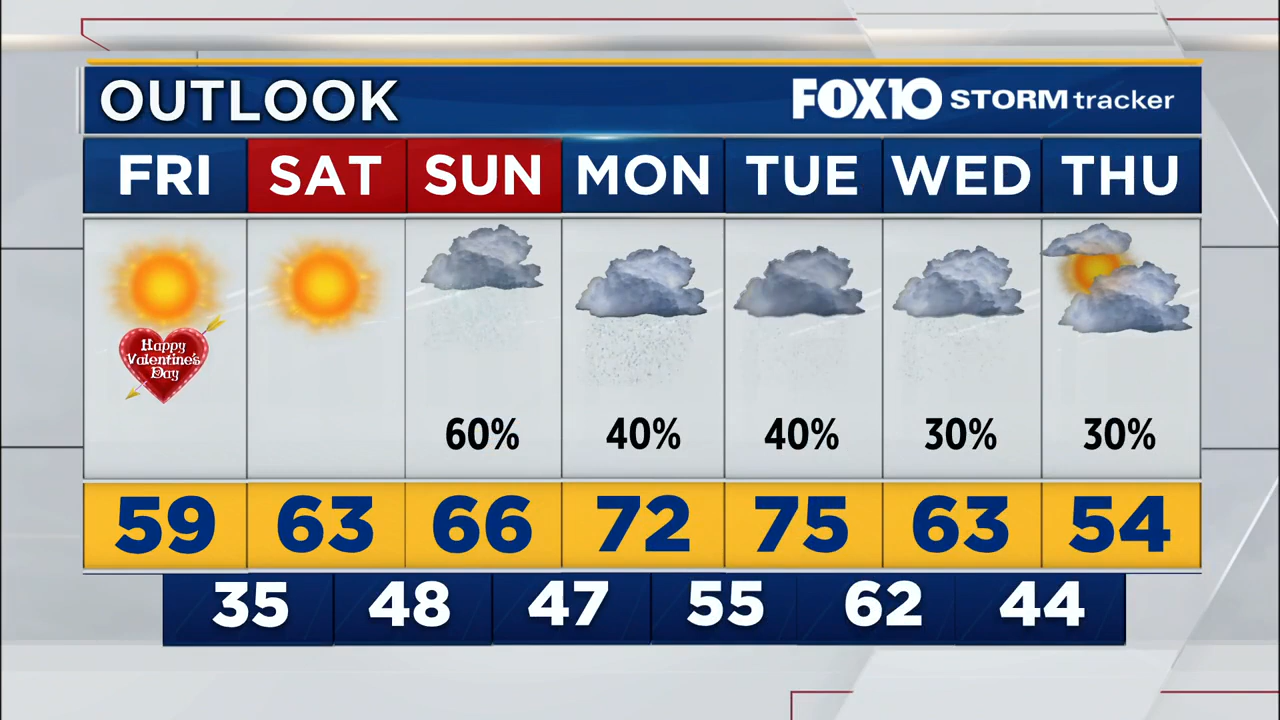 OUTLOOK
FOX10 STORM tracker
FRI SAT SUN MON TUE WED THU
Happy
Valentine's
Day
60% 40% 40% 30% 30%
59 63 66 72 75 63 54
35 48 47 55 62 44